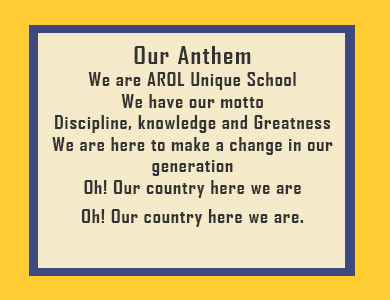 Our Anthem
We are AROL Unique School
We have our motto
Discipline, knowledge and Greatness
We are here to make a change in our
generation
Oh! Our country here we are
Oh! Our country here we are.